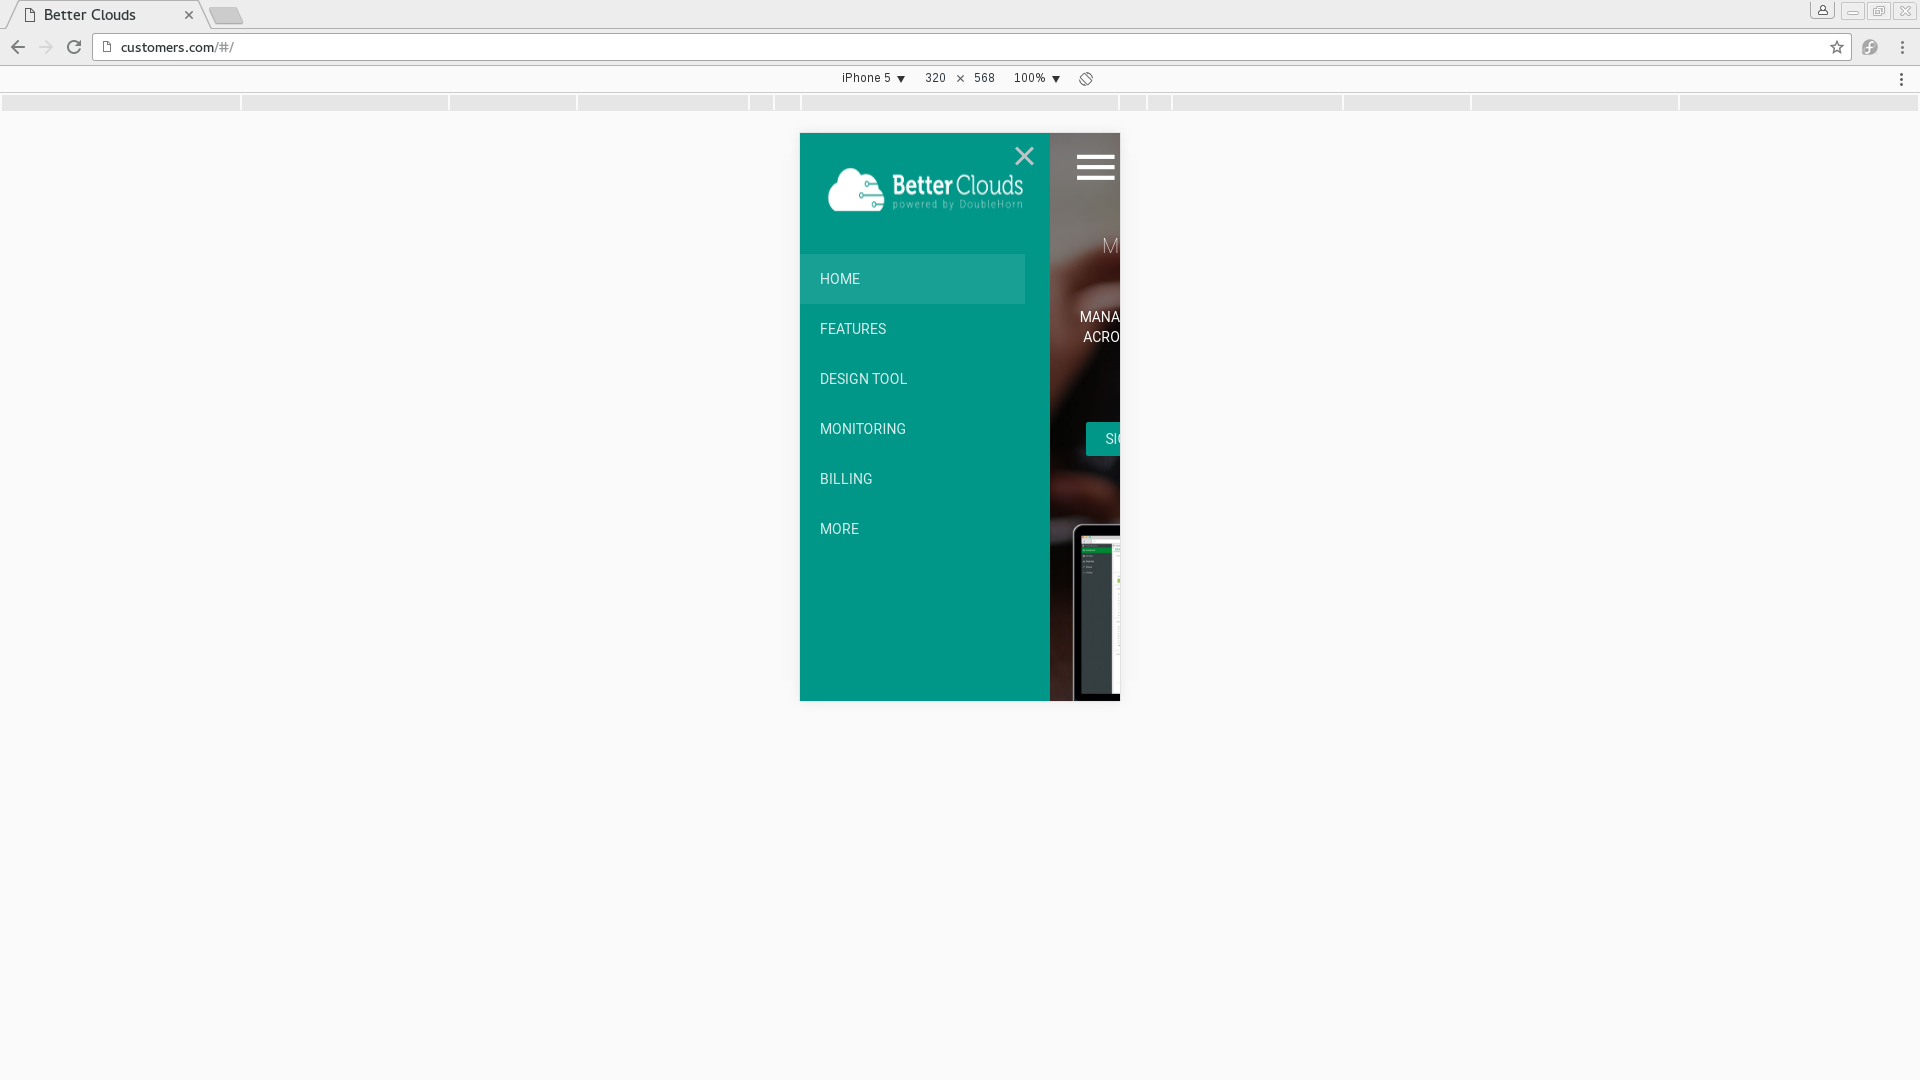 Better Clouds
customers.com/#/
iPhone 5 320 × 568 100%
Better Clouds
powered by DoubleHorn
HOME
FEATURES
DESIGN TOOL
MONITORING
BILLING
MORE
M
MANA
ACRO
SI